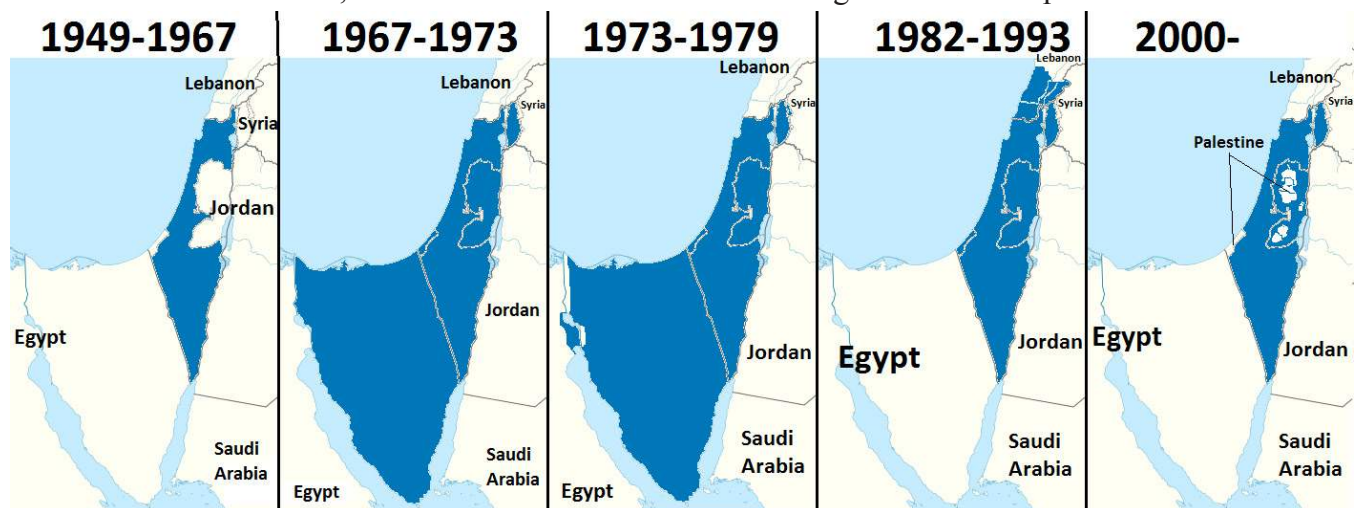 1949-1967
Lebanon
Syria
Jordan
Egypt
Saudi
Arabia
1967-1973
Lebanon
Syria
Jordan
Saudi
Arabia
Egypt
1973-1979
Lebanon
Syria
Jordan
Saudi
Arabia
Egypt
1982-1993
Lebanon
Syria
Egypt
Jordan
Saudi
Arabia
2000-
Lebanon
Syria
Palestine
Egypt
Jordan
Saudi
Arabia